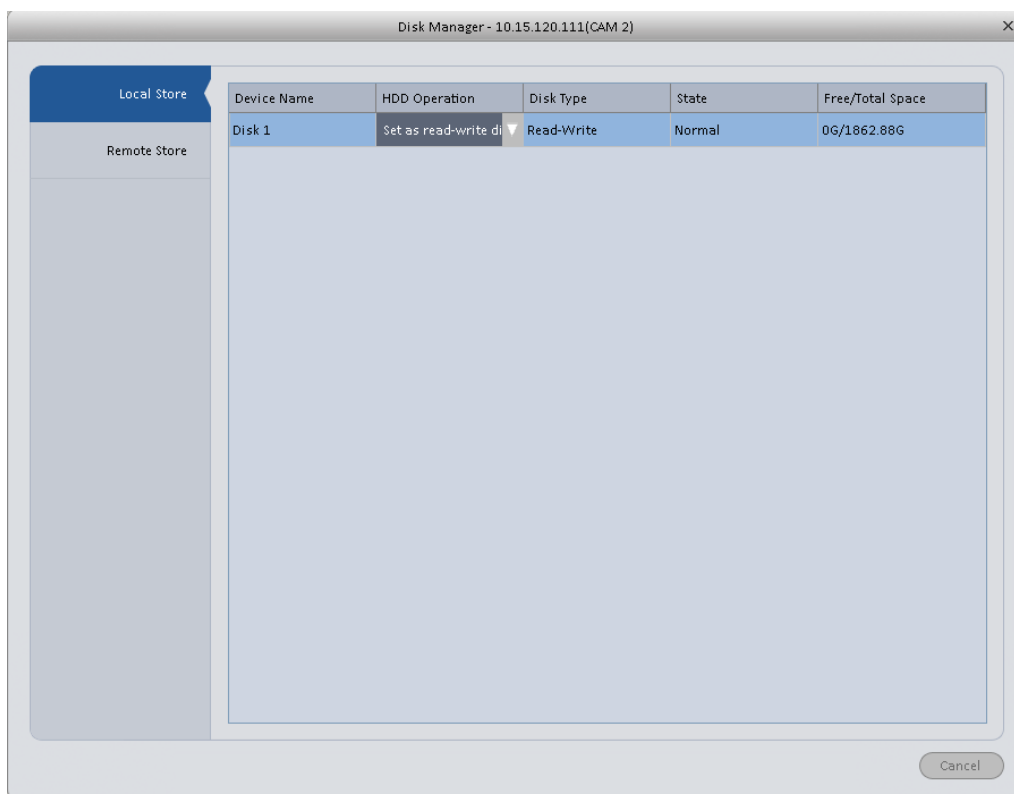 Disk Manager - 10.15.120.111(CAM 2)
Local Store
Remote Store
Device Name HDD Operation Disk Type State Free/Total Space
Disk 1 Set as read-write di Read-Write Normal 0G/1862.88G
Cancel